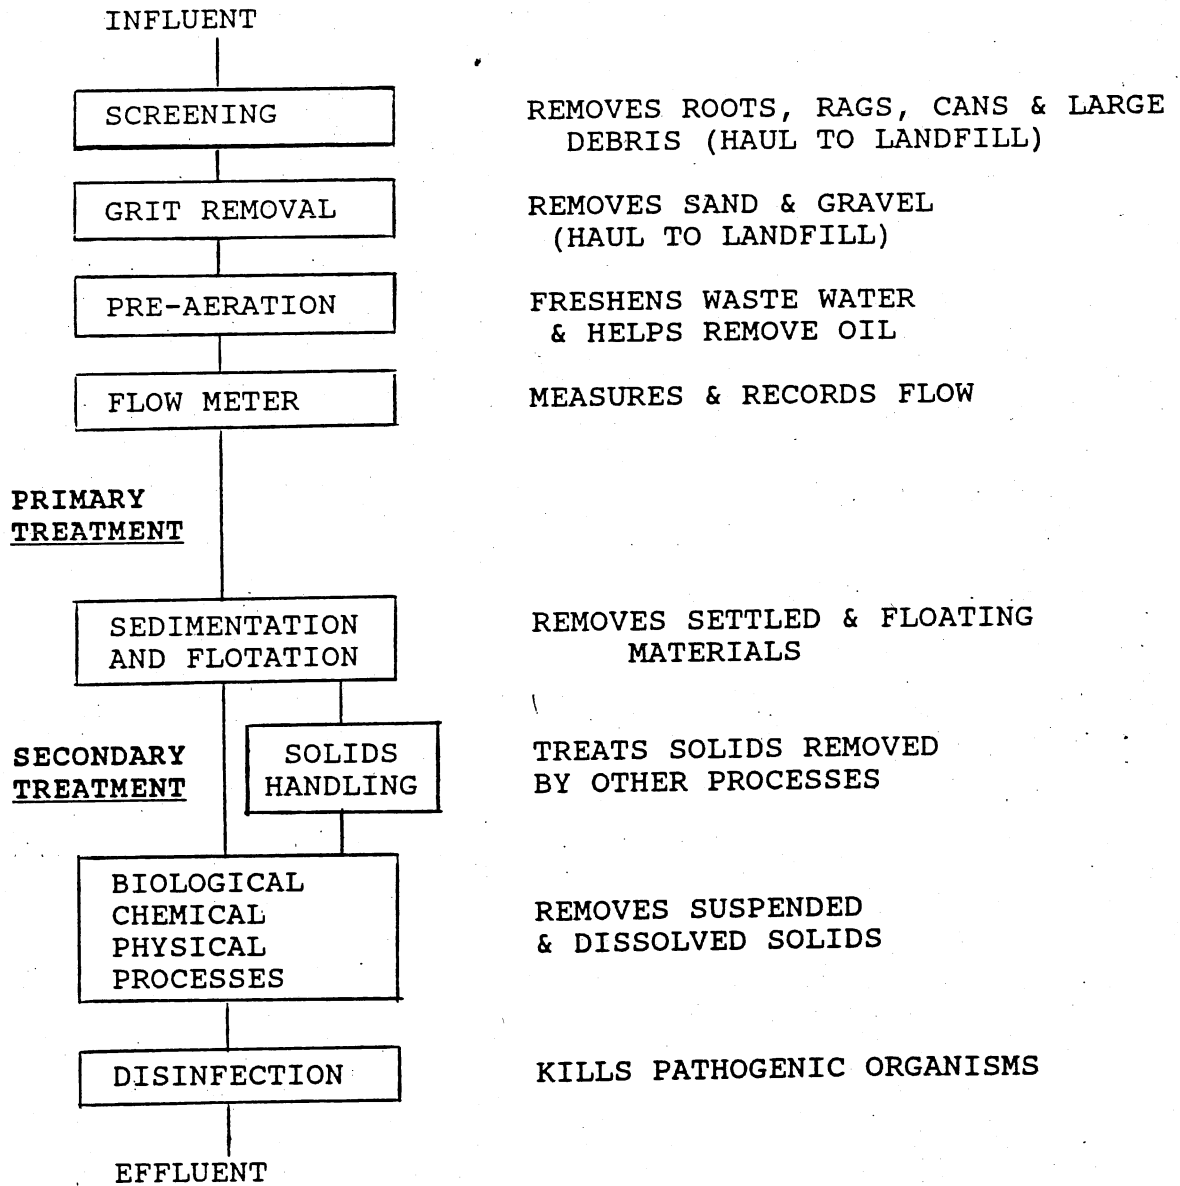 INFLUENT
SCREENING
REMOVES ROOTS, RAGS, CANS & LARGE
DEBRIS (HAUL TO LANDFILL)
GRIT REMOVAL
REMOVES SAND & GRAVEL
(HAUL TO LANDFILL)
PRE-AERATION
FRESHENS WASTE WATER
& HELPS REMOVE OIL
FLOW METER
MEASURES & RECORDS FLOW
PRIMARY
TREATMENT
SEDIMENTATION
AND FLOTATION
REMOVES SETTLED & FLOATING
MATERIALS
SECONDARY
TREATMENT
SOLIDS
HANDLING
TREATS SOLIDS REMOVED
BY OTHER PROCESSES
BIOLOGICAL
CHEMICAL
PHYSICAL
PROCESSES
REMOVES SUSPENDED
& DISSOLVED SOLIDS
DISINFECTION
KILLS PATHOGENIC ORGANISMS
EFFLUENT